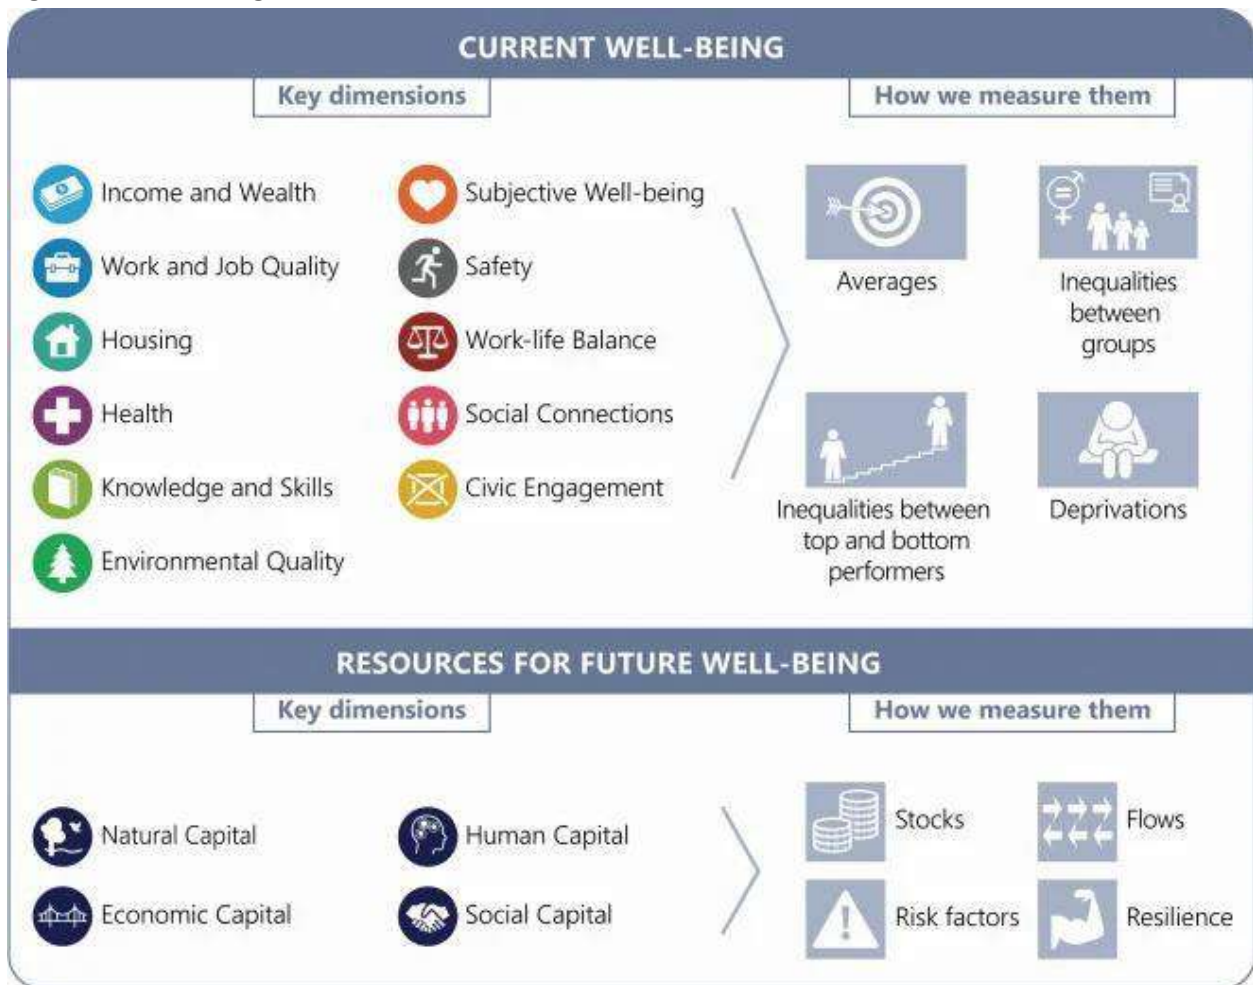 CURRENT WELL-BEING
Key dimensions
How we measure them
Income and Wealth
Subjective Well-being
Work and Job Quality
Safety
Housing
Work-life Balance
Health
Social Connections
Knowledge and Skills
Civic Engagement
Environmental Quality
Averages
Inequalities
between
groups
Inequalities between
top and bottom
performers
Deprivations
RESOURCES FOR FUTURE WELL-BEING
Key dimensions
How we measure them
Natural Capital
Human Capital
Economic Capital
Social Capital
Stocks
Flows
Risk factors
Resilience